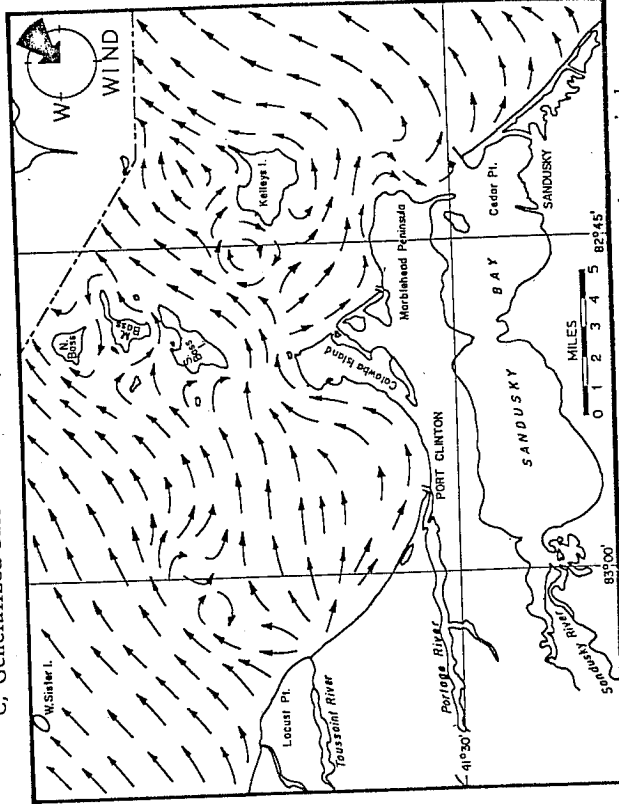 C, Generalized
W
WIND
W. Sister I.
N.
Bass
M.
Bass
S.
Bass
I.
Kelleys I.
Locust Pt.
Toussaint River
Catawba Island
Marblehead Peninsula
PORT CLINTON
Portage River
Cedar Pt.
SANDUSKY
SANDUSKY BAY
Sandusky River
41°30'
83°00'
82°45'
0 1 2 3 4 5
MILES